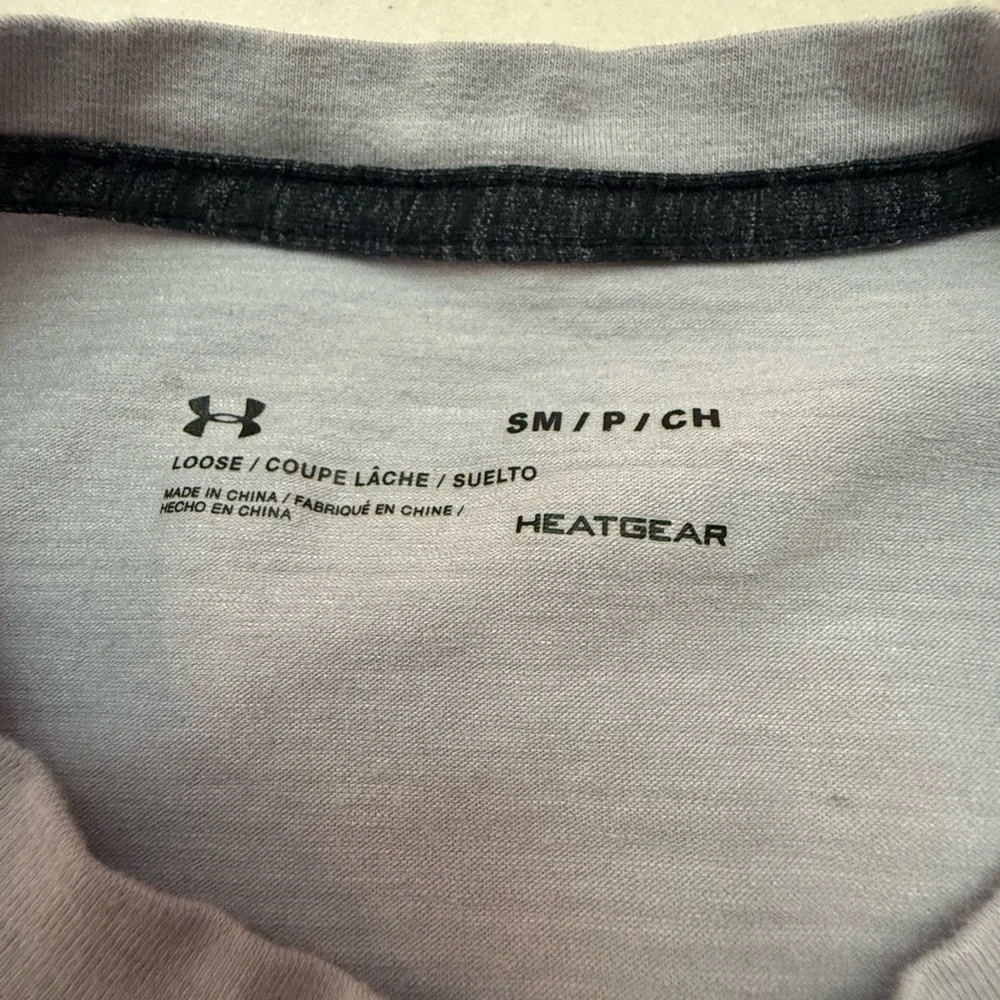 SM / P / CH
LOOSE / COUPE LÂCHE / SUELTO
MADE IN CHINA / FABRIQUÉ EN CHINE /
HECHO EN CHINA
HEATGEAR